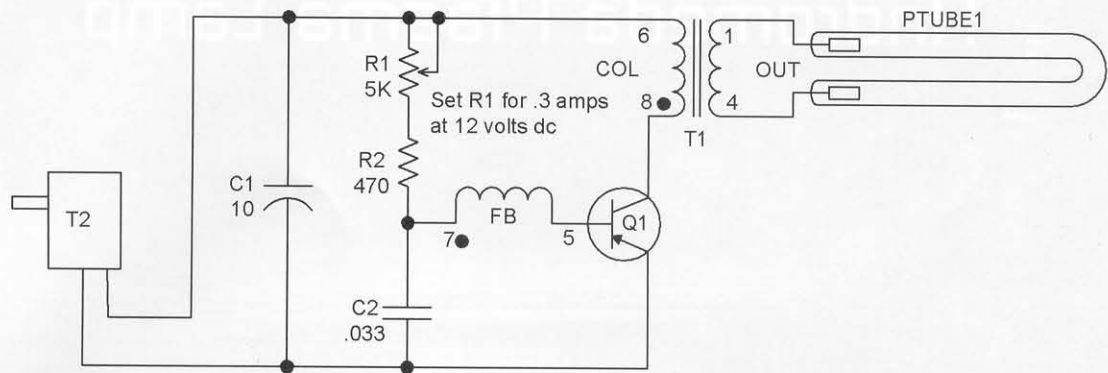 PTUBE1
6
1
R1
5K
COL
OUT
Set R1 for .3 amps
at 12 volts dc
8
4
T1
R2
470
C1
10
T2
FB
Q1
7
5
C2
.033